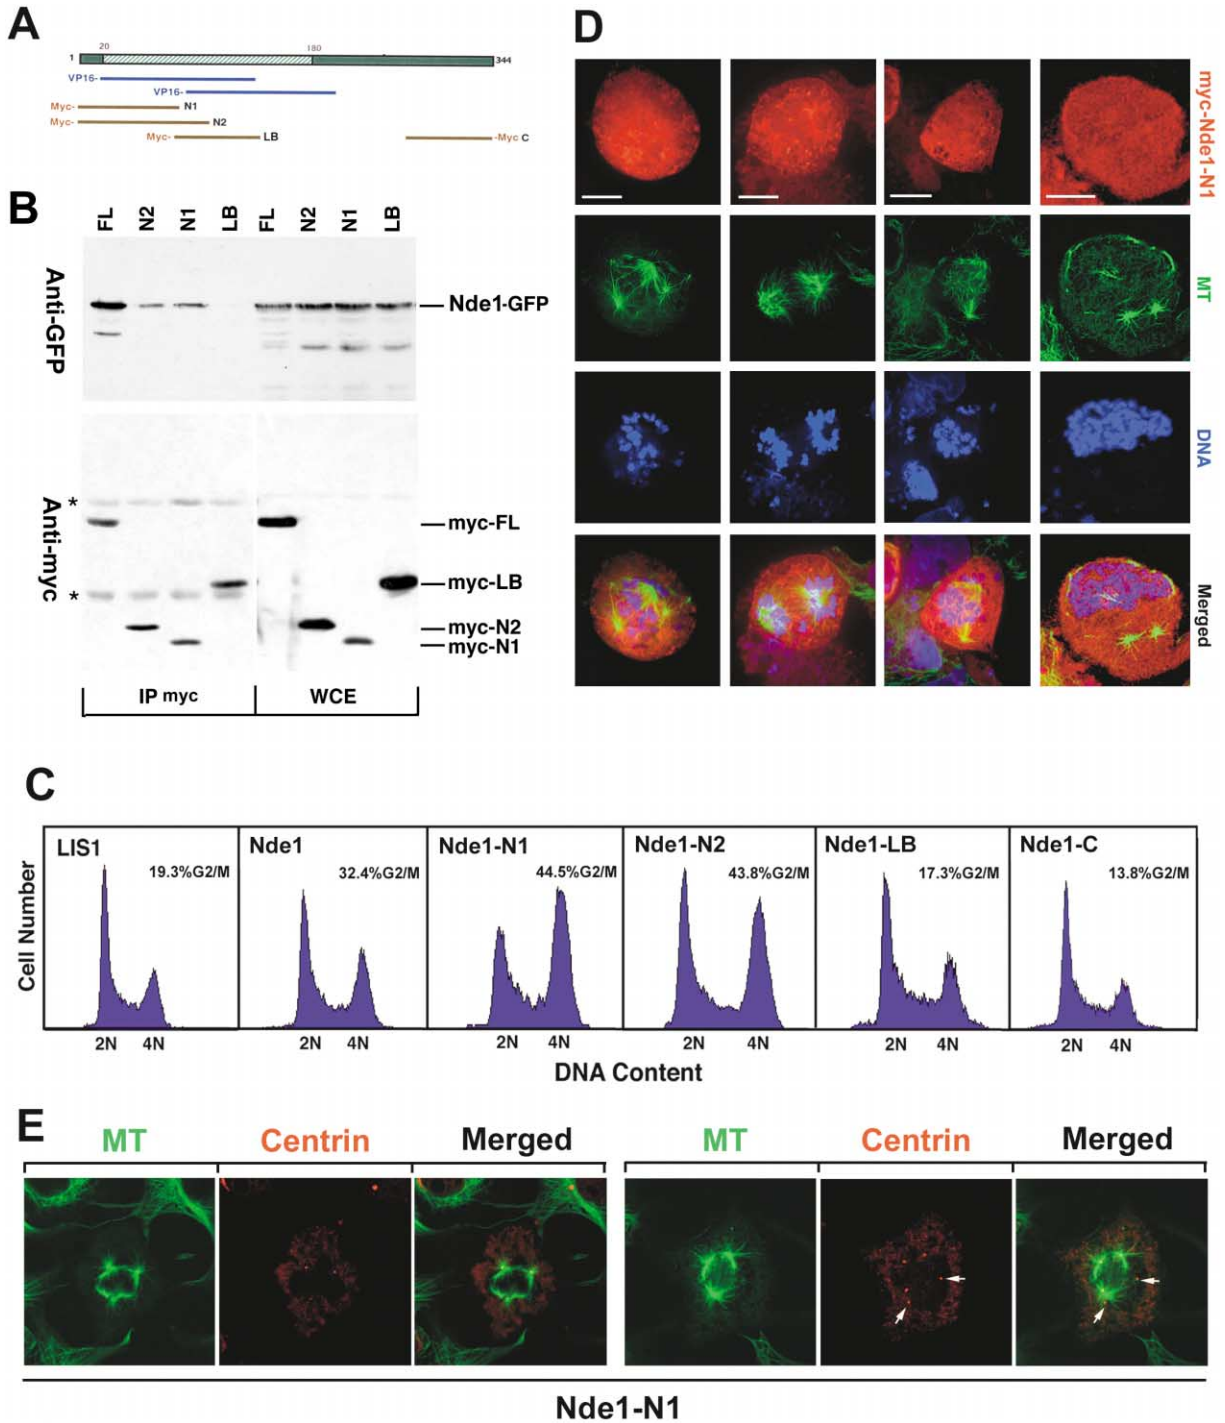 A
20
180
1
344
VP16-
VP16-
Myc- N1
Myc- N2
Myc- LB
-Myc C
B
FL N2 N1 LB FL N2 N1 LB
Anti-GFP
Nde1-GFP
Anti-myc
*
*
myc-FL
myc-LB
myc-N2
myc-N1
IP myc
WCE
D
myc-Nde1-N1
MT
DNA
Merged
C
Cell Number
LIS1
19.3%G2/M
2N 4N
Nde1
32.4%G2/M
2N 4N
Nde1-N1
44.5%G2/M
2N 4N
Nde1-N2
43.8%G2/M
2N 4N
Nde1-LB
17.3%G2/M
2N 4N
Nde1-C
13.8%G2/M
2N 4N
DNA Content
E
MT Centrin Merged
MT Centrin Merged
Nde1-N1